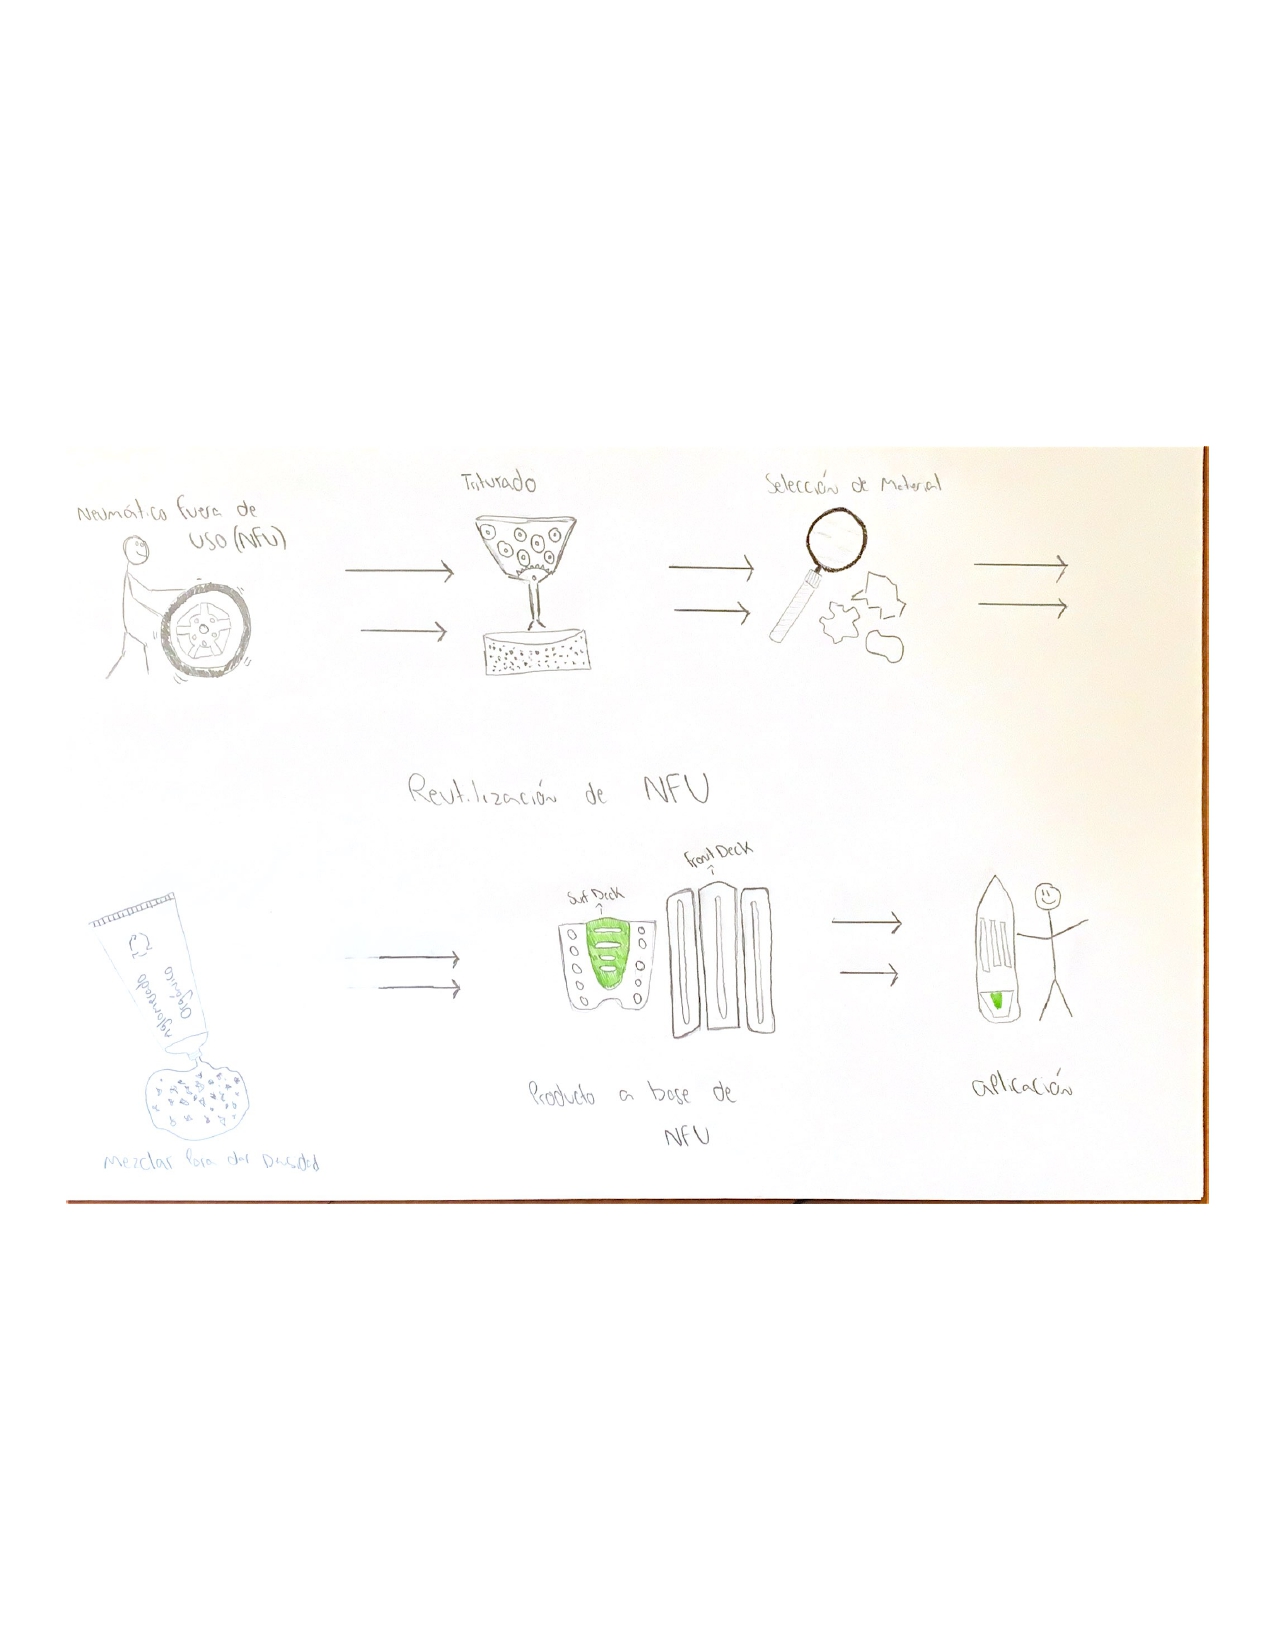 Neumático fuera de
uso (NFU)
Triturado
Selección de Material
Reutilización de NFU
Aglomerado
Orgánico
Mezclar para dar Densidad
Surf Deck
Front Deck
Producto a base de
NFU
aplicación